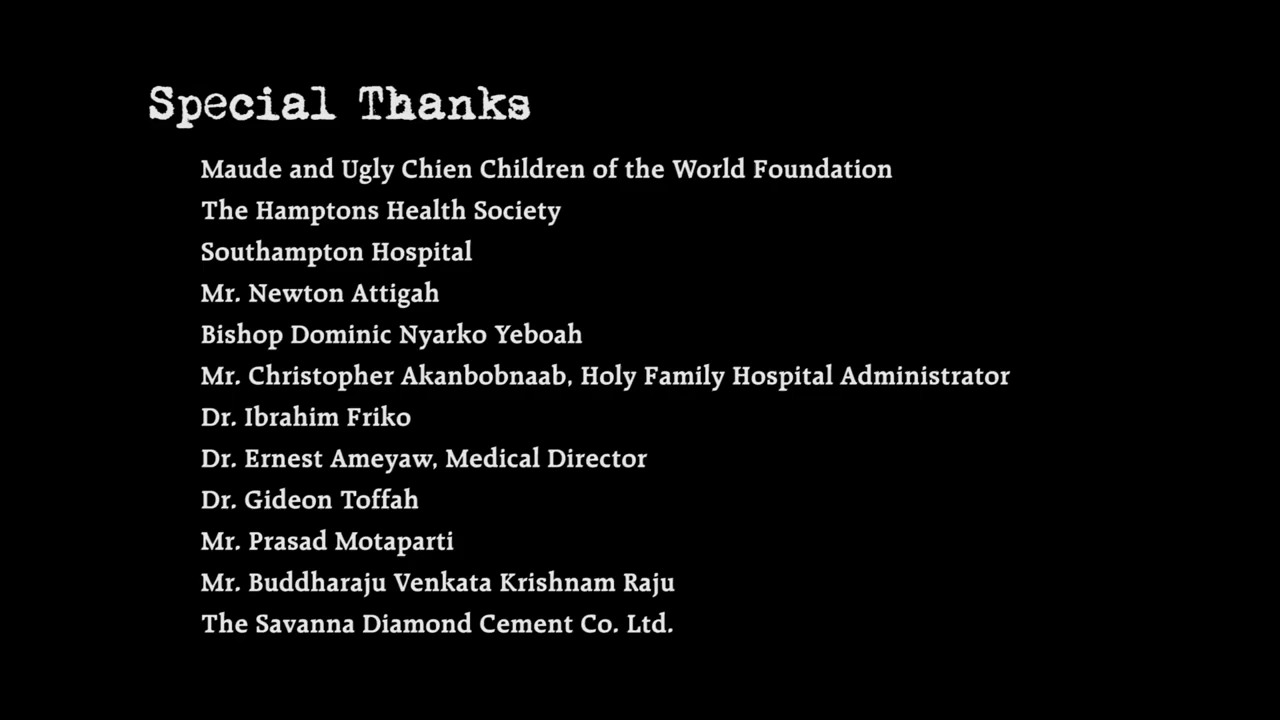 Special Thanks
Maude and Ugly Chien Children of the World Foundation
The Hamptons Health Society
Southampton Hospital
Mr. Newton Attigah
Bishop Dominic Nyarko Yeboah
Mr. Christopher Akanbobnaab, Holy Family Hospital Administrator
Dr. Ibrahim Friko
Dr. Ernest Ameyaw, Medical Director
Dr. Gideon Toffah
Mr. Prasad Motaparti
Mr. Buddharaju Venkata Krishnam Raju
The Savanna Diamond Cement Co. Ltd.